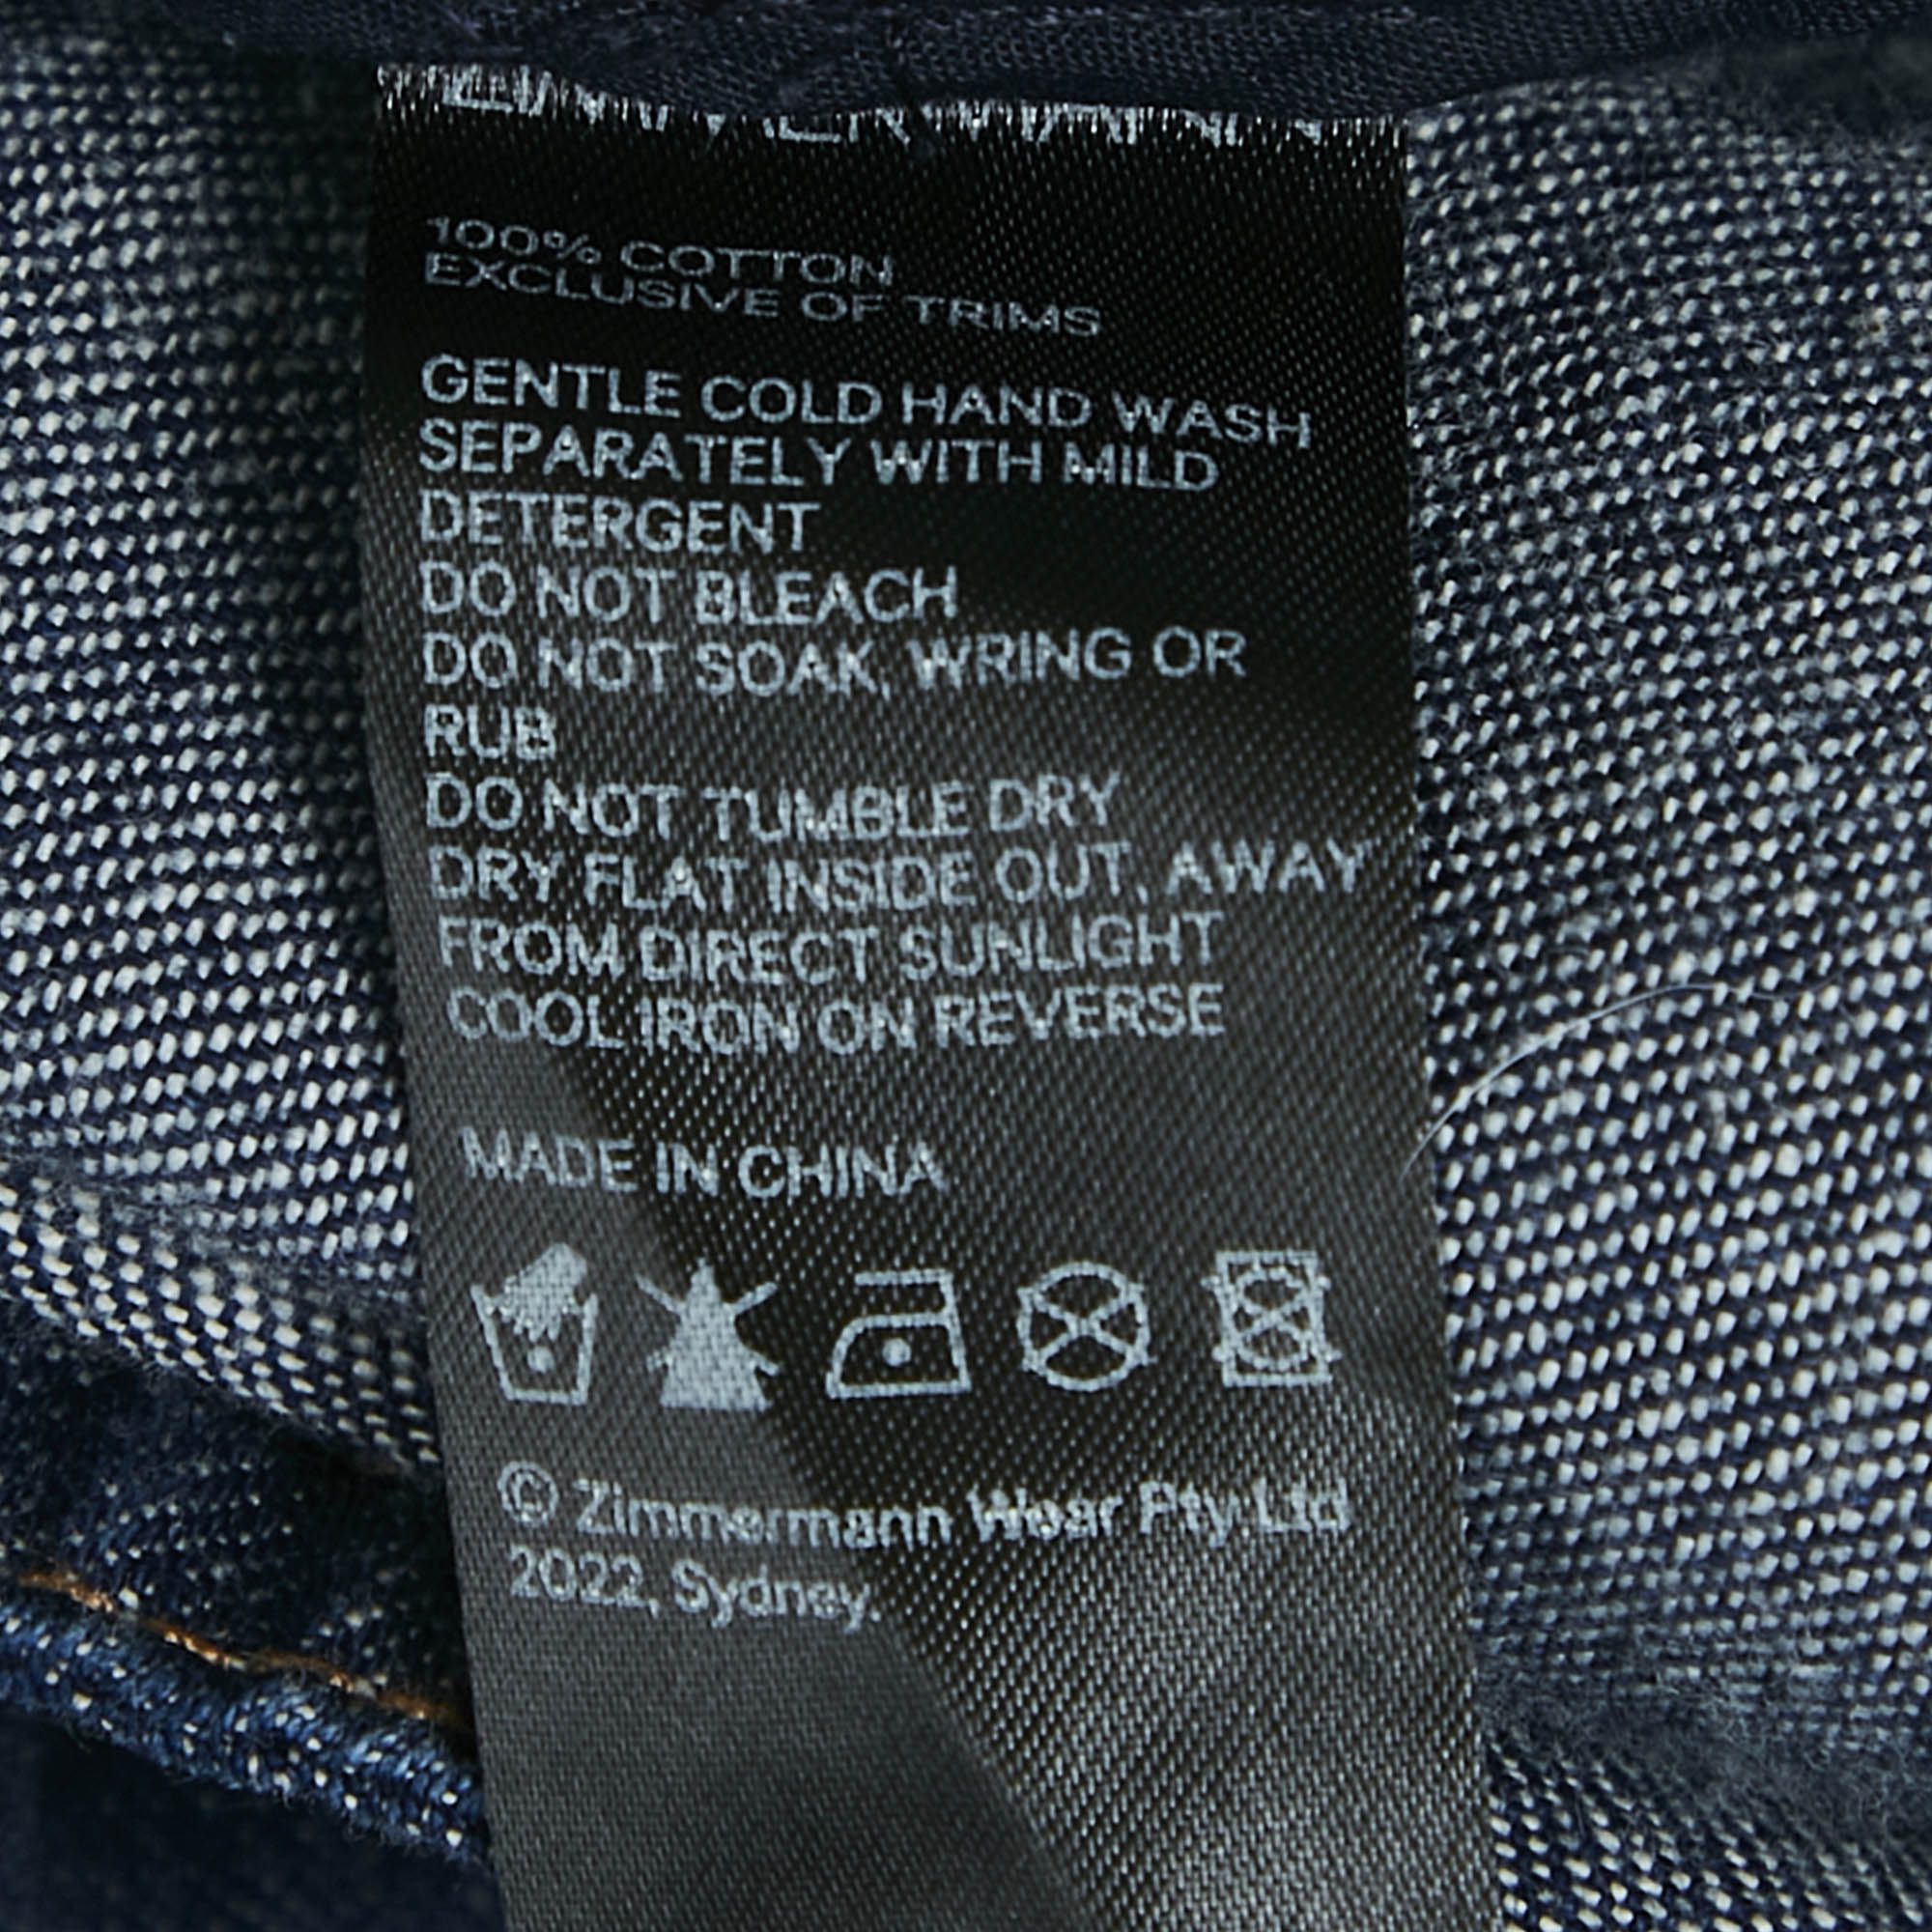 100% COTTON
EXCLUSIVE OF TRIMS
GENTLE COLD HAND WASH
SEPARATELY WITH MILD
DETERGENT
DO NOT BLEACH
DO NOT SOAK, WRING OR
RUB
DO NOT TUMBLE DRY
DRY FLAT INSIDE OUT, AWAY
FROM DIRECT SUNLIGHT
COOL IRON ON REVERSE
MADE IN CHINA
© Zimmermann Wear Pty Ltd
2022, Sydney.